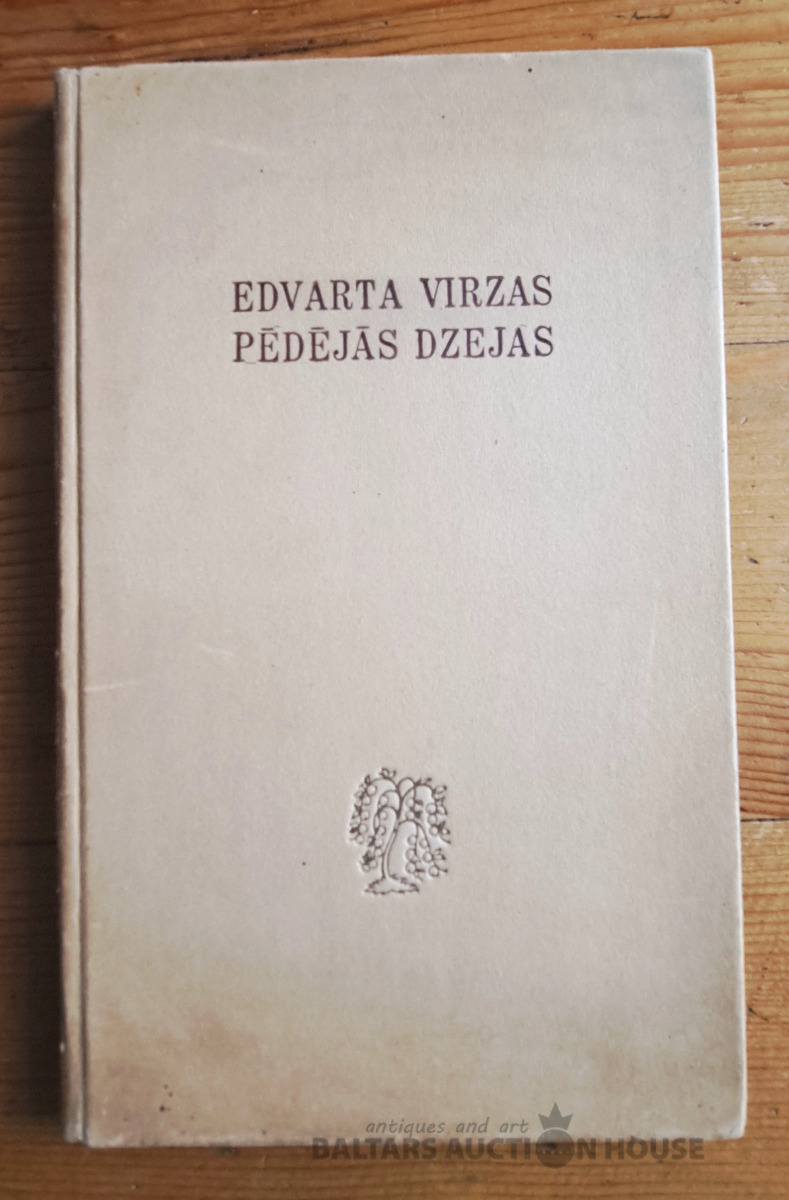 EDVARTA VIRZAS
PĒDĒJĀS DZEJAS
antiques and art
BALTARS AUCTION HOUSE